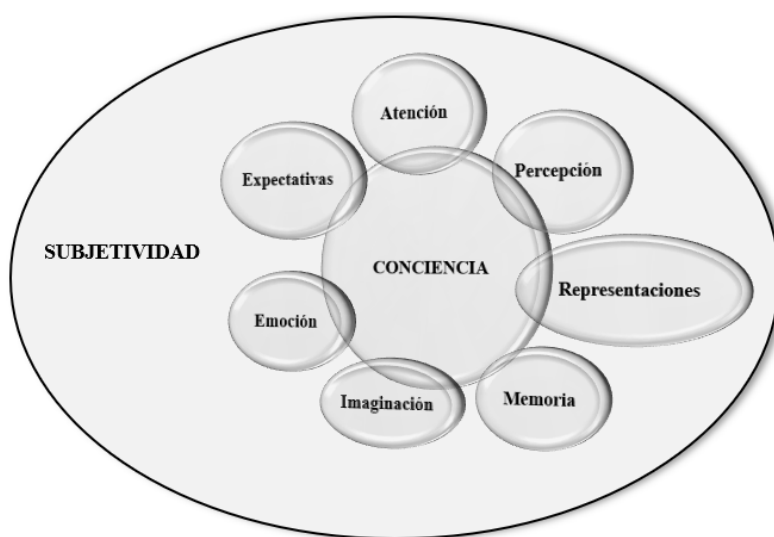 Atención
Percepción
Expectativas
SUBJETIVIDAD
CONCIENCIA
Representaciones
Emoción
Imaginación
Memoria